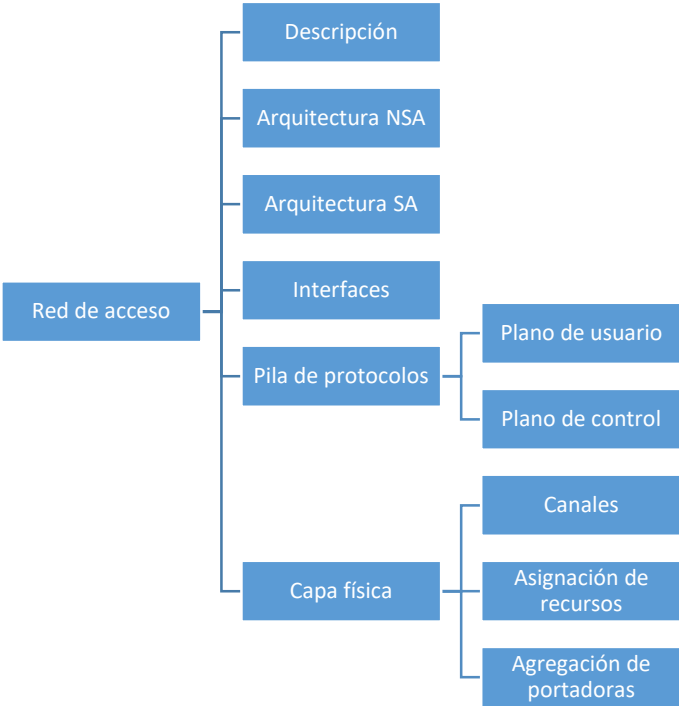 Descripción
Arquitectura NSA
Arquitectura SA
Red de acceso
Interfaces
Pila de protocolos
Plano de usuario
Plano de control
Capa física
Canales
Asignación de
recursos
Agregación de
portadoras